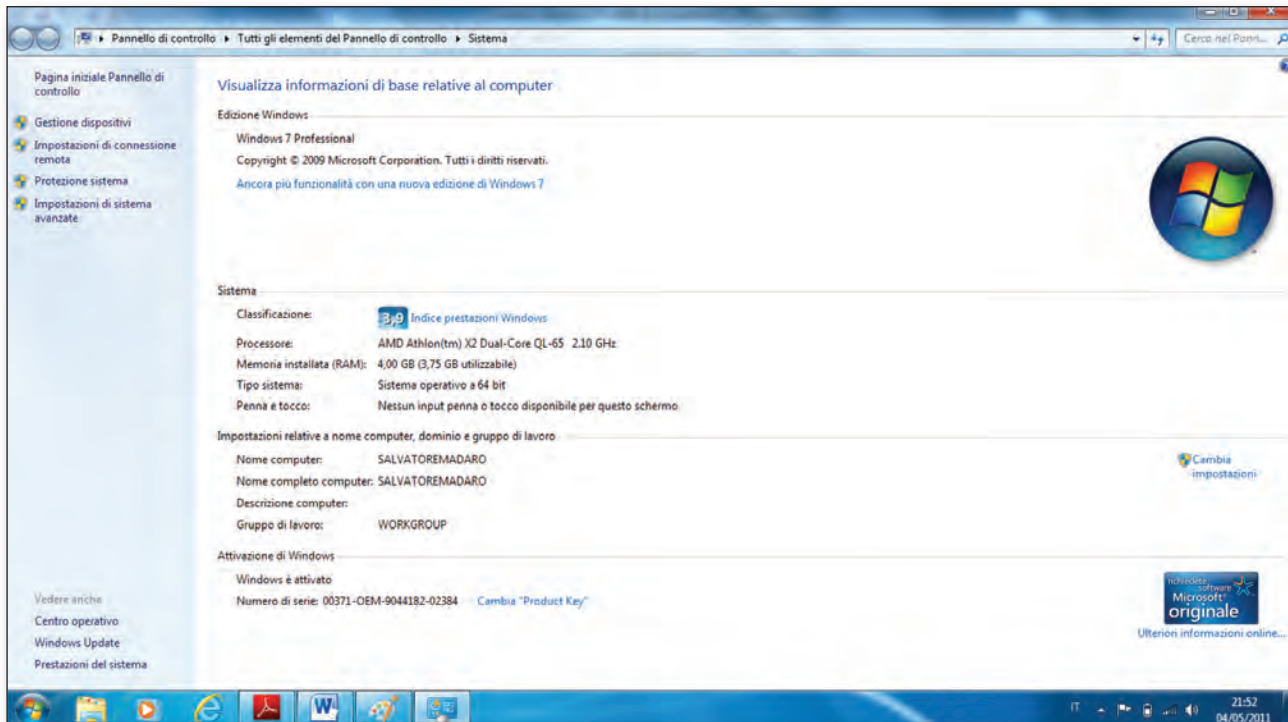 Pannello di controllo ▸ Tutti gli elementi del Pannello di controllo ▸ Sistema
Cerca nel Pann...
Pagina iniziale Pannello di
controllo
Gestione dispositivi
Impostazioni di connessione
remota
Protezione sistema
Impostazioni di sistema
avanzate
Vedere anche
Centro operativo
Windows Update
Prestazioni del sistema
Visualizza informazioni di base relative al computer
Edizione Windows
Windows 7 Professional
Copyright © 2009 Microsoft Corporation. Tutti i diritti riservati.
Ancora più funzionalità con una nuova edizione di Windows 7
Sistema
Classificazione: 3,9 Indice prestazioni Windows
Processore: AMD Athlon(tm) X2 Dual-Core QL-65 2.10 GHz
Memoria installata (RAM): 4,00 GB (3,75 GB utilizzabile)
Tipo sistema: Sistema operativo a 64 bit
Penna e tocco: Nessun input penna o tocco disponibile per questo schermo
Impostazioni relative a nome computer, dominio e gruppo di lavoro
Nome computer: SALVATOREMADARO
Cambia
impostazioni
Nome completo computer: SALVATOREMADARO
Descrizione computer:
Gruppo di lavoro: WORKGROUP
Attivazione di Windows
Windows è attivato
Numero di serie: 00371-OEM-9044182-02384 Cambia "Product Key"
richiedete
software
Microsoft®
originale
Ulteriori informazioni online...
IT
21:52
04/05/2011